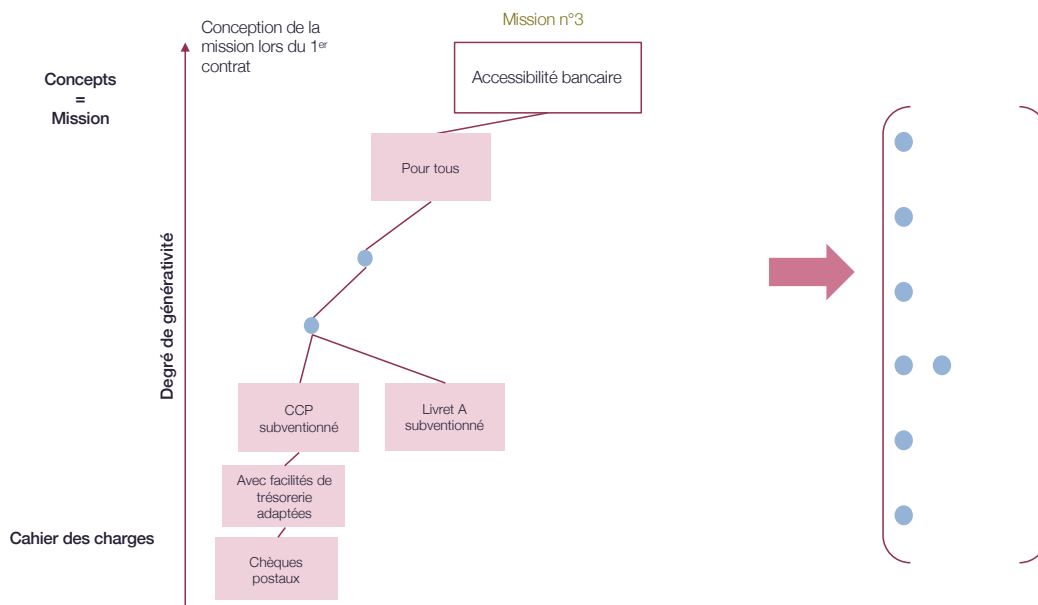 Mission n°3
Conception de la
mission lors du 1er
contrat
Concepts
=
Mission
Accessibilité bancaire
Pour tous
Degré de générativité
CCP
subventionné
Livret A
subventionné
Avec facilités de
trésorerie
adaptées
Cahier des charges
Chèques
postaux